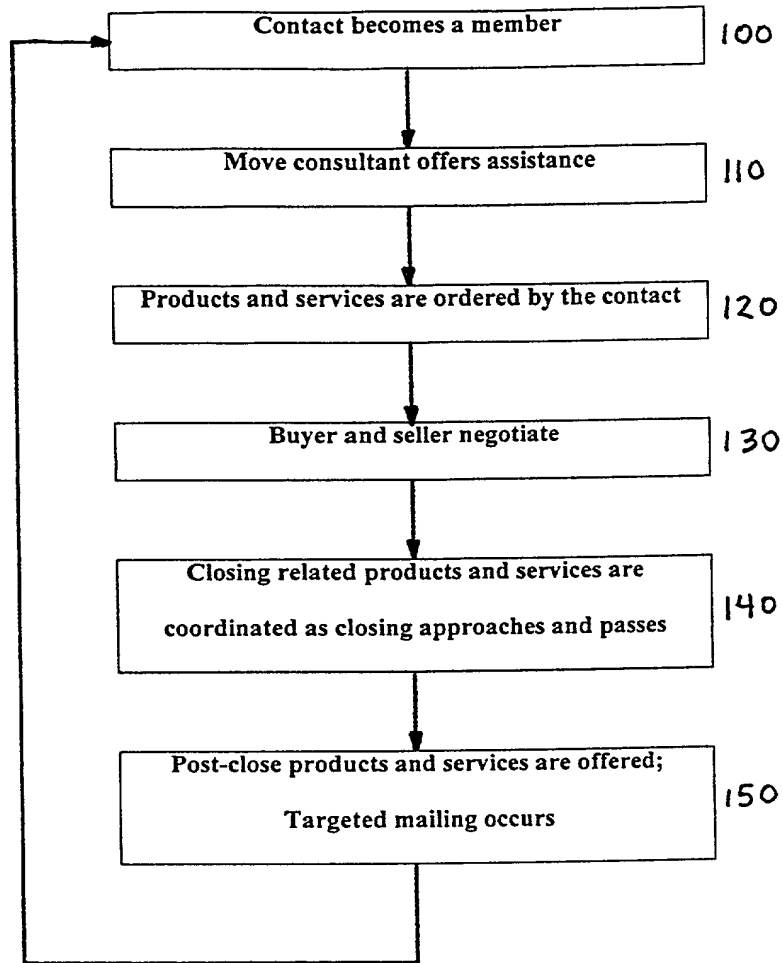 Contact becomes a member
100
Move consultant offers assistance
110
Products and services are ordered by the contact
120
Buyer and seller negotiate
130
Closing related products and services are
coordinated as closing approaches and passes
140
Post-close products and services are offered;
Targeted mailing occurs
150